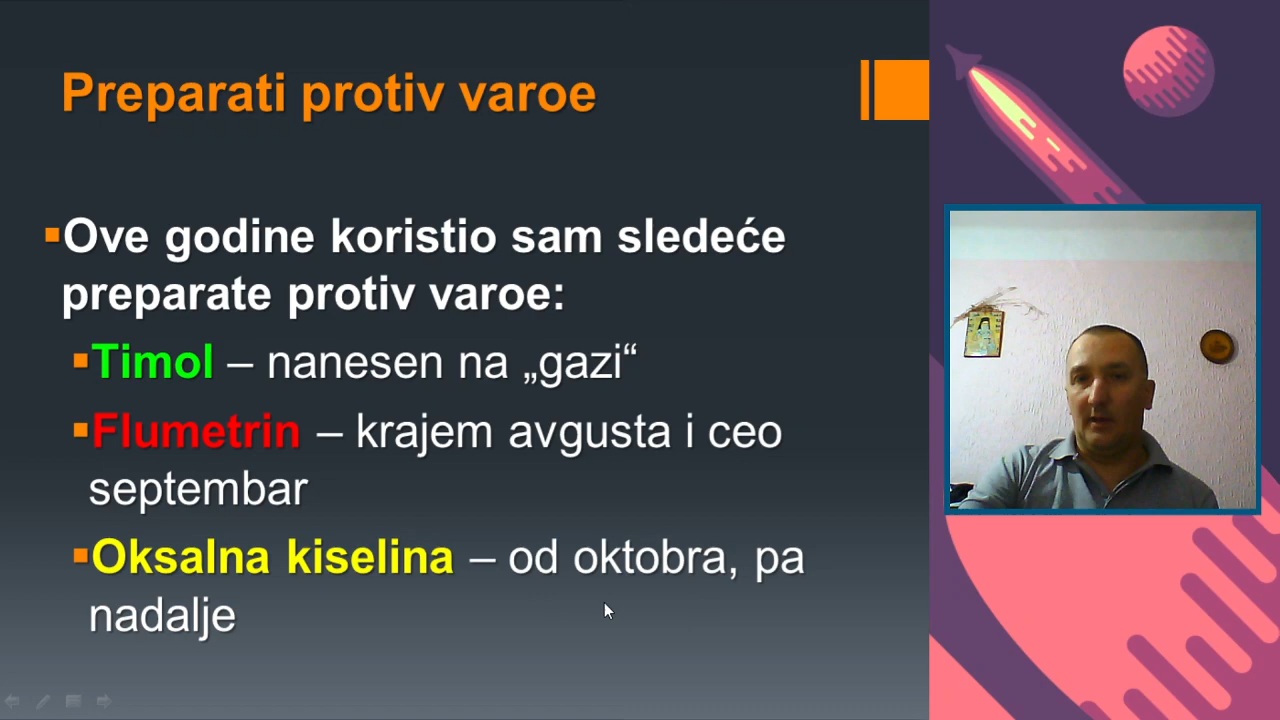 Preparati protiv varoe
Ove godine koristio sam sledeće
preparate protiv varoe:
Timol – nanesen na „gazi“
Flumetrin – krajem avgusta i ceo
septembar
Oksalna kiselina – od oktobra, pa
nadalje